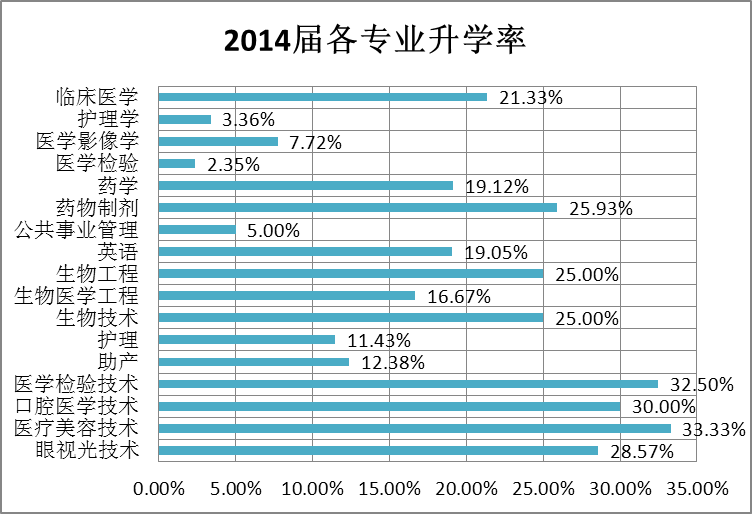 2014届各专业升学率
临床医学 21.33%
护理学 3.36%
医学影像学 7.72%
医学检验 2.35%
药学 19.12%
药物制剂 25.93%
公共事业管理 5.00%
英语 19.05%
生物工程 25.00%
生物医学工程 16.67%
生物技术 25.00%
护理 11.43%
助产 12.38%
医学检验技术 32.50%
口腔医学技术 30.00%
医疗美容技术 33.33%
眼视光技术 28.57%
0.00% 5.00% 10.00% 15.00% 20.00% 25.00% 30.00% 35.00%